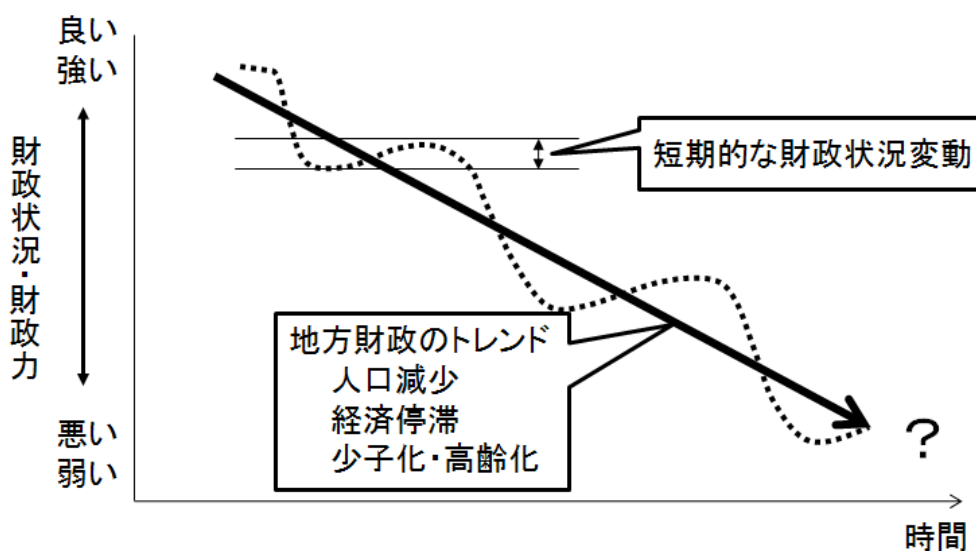 良い
強い
財政状況・財政力
悪い
弱い
短期的な財政状況変動
地方財政のトレンド
人口減少
経済停滞
少子化・高齢化
？
時間